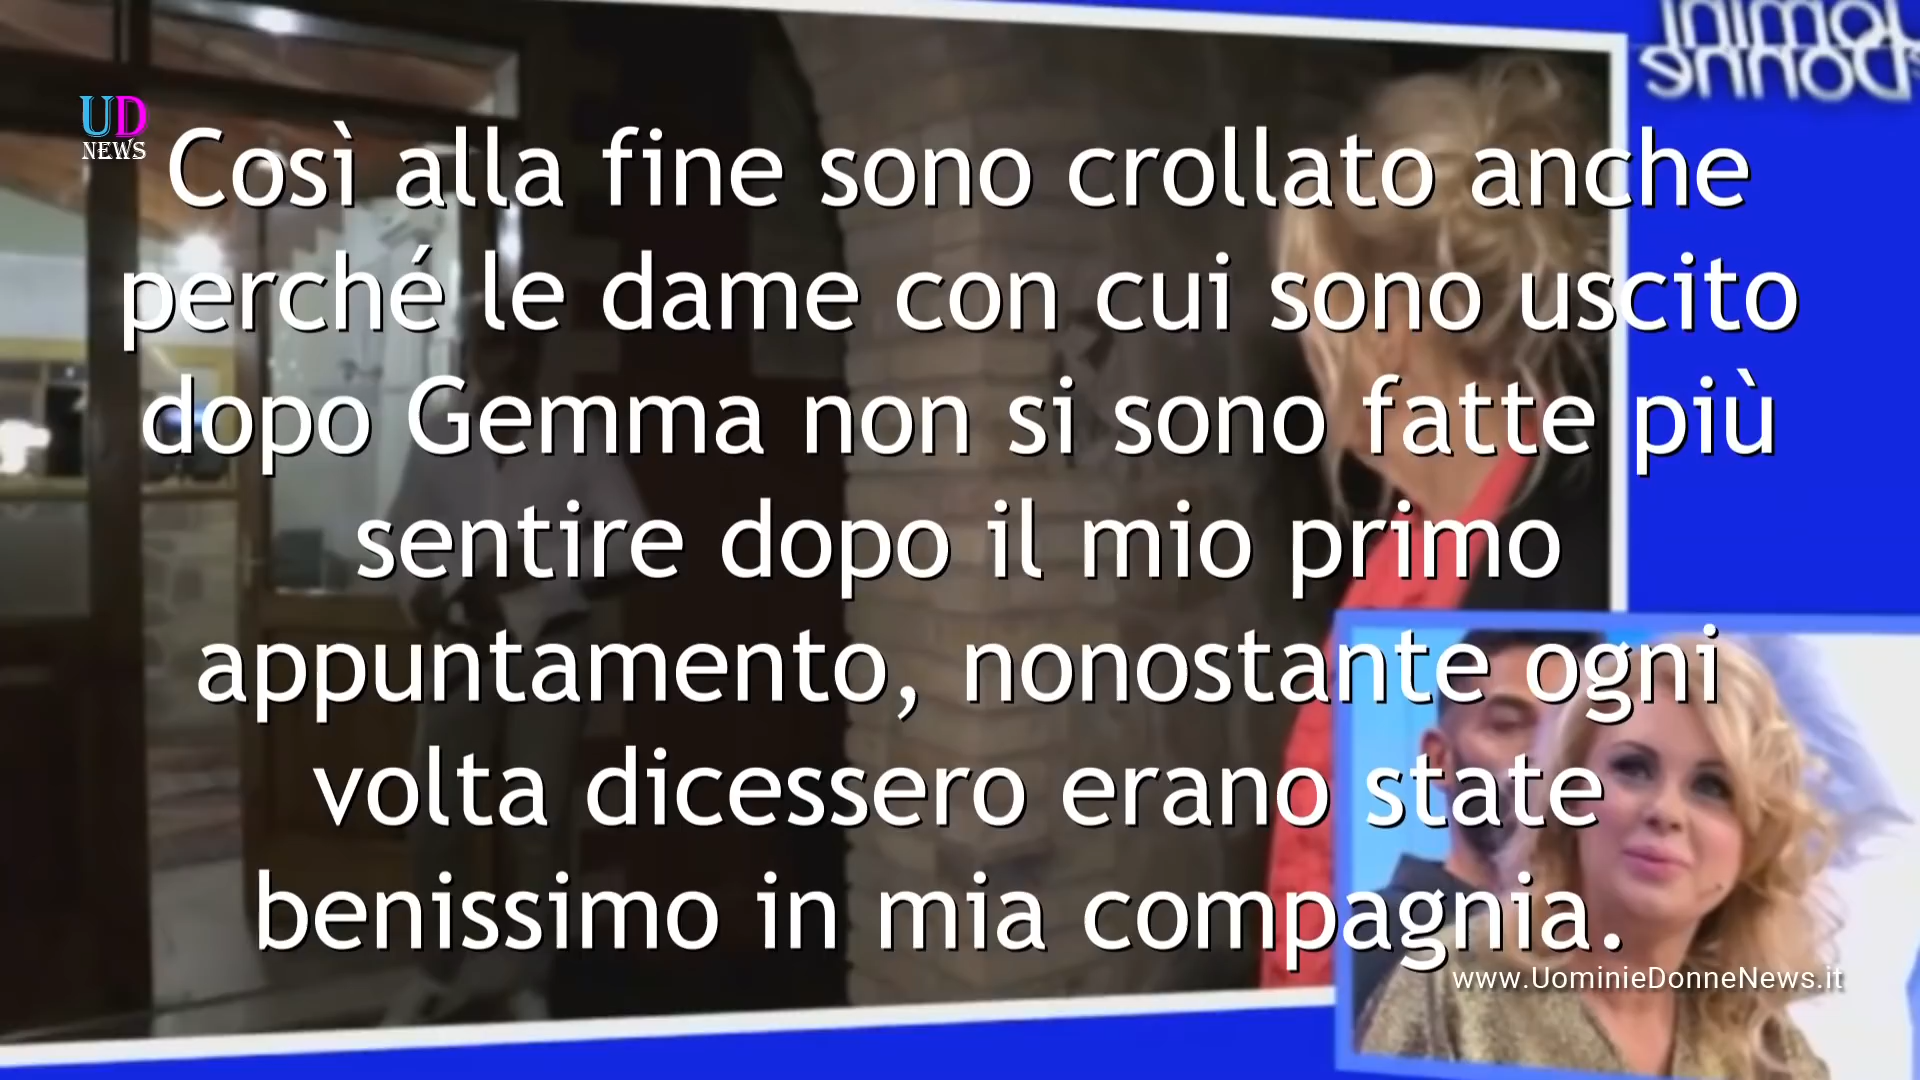 Uomini
e Donne
UD
NEWS
Così alla fine sono crollato anche
perché le dame con cui sono uscito
dopo Gemma non si sono fatte più
sentire dopo il mio primo
appuntamento, nonostante ogni
volta dicessero erano state
benissimo in mia compagnia.
www.UominieDonneNews.it